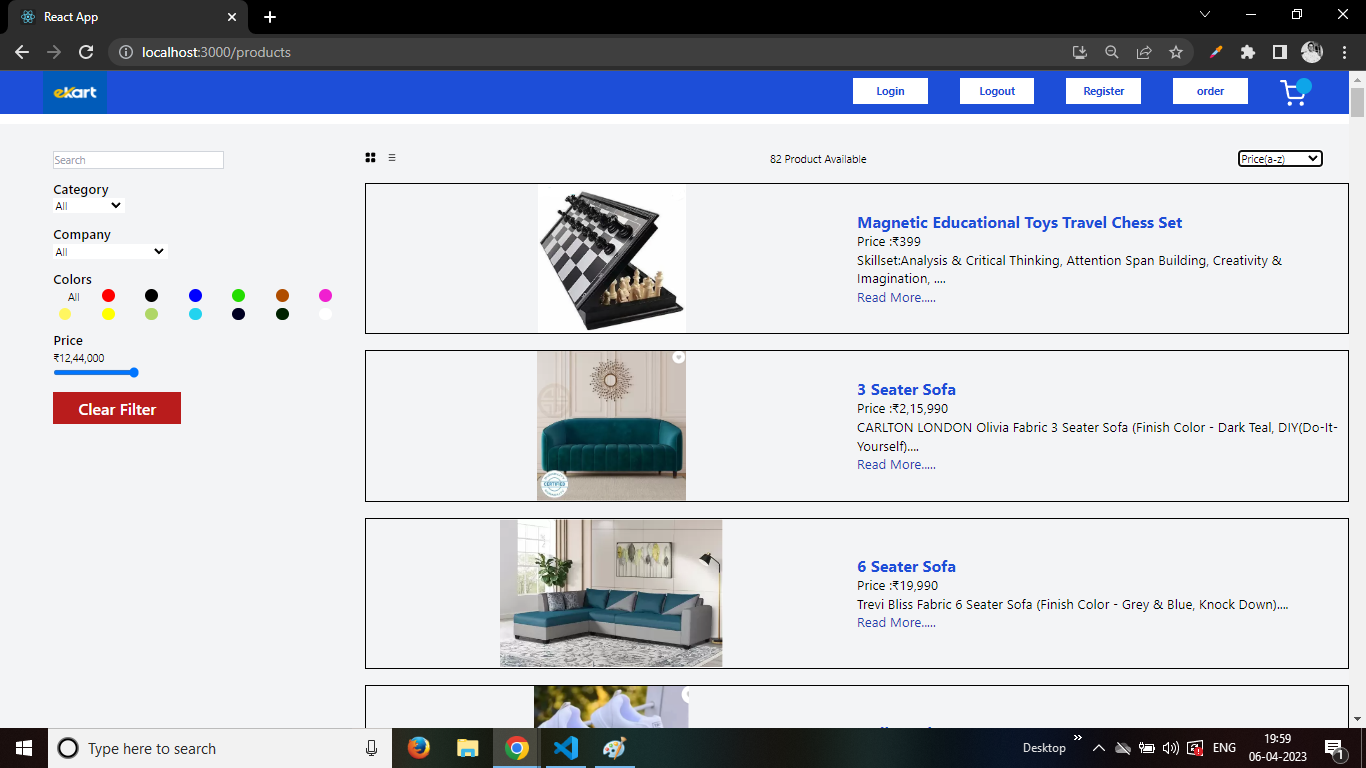 React App
localhost:3000/products
eKart
Login
Logout
Register
order
Search
Category
All
Company
All
Colors
All
Price
₹12,44,000
Clear Filter
82 Product Available
Price(a-z)
Magnetic Educational Toys Travel Chess Set
Price :₹399
Skillset:Analysis & Critical Thinking, Attention Span Building, Creativity &
Imagination, ....
Read More.....
3 Seater Sofa
Price :₹2,15,990
CARLTON LONDON Olivia Fabric 3 Seater Sofa (Finish Color - Dark Teal, DIY(Do-It-
Yourself)....
Read More.....
CERTIFIED
6 Seater Sofa
Price :₹19,990
Trevi Bliss Fabric 6 Seater Sofa (Finish Color - Grey & Blue, Knock Down)....
Read More.....
Type here to search
Desktop
ENG
19:59
06-04-2023
1